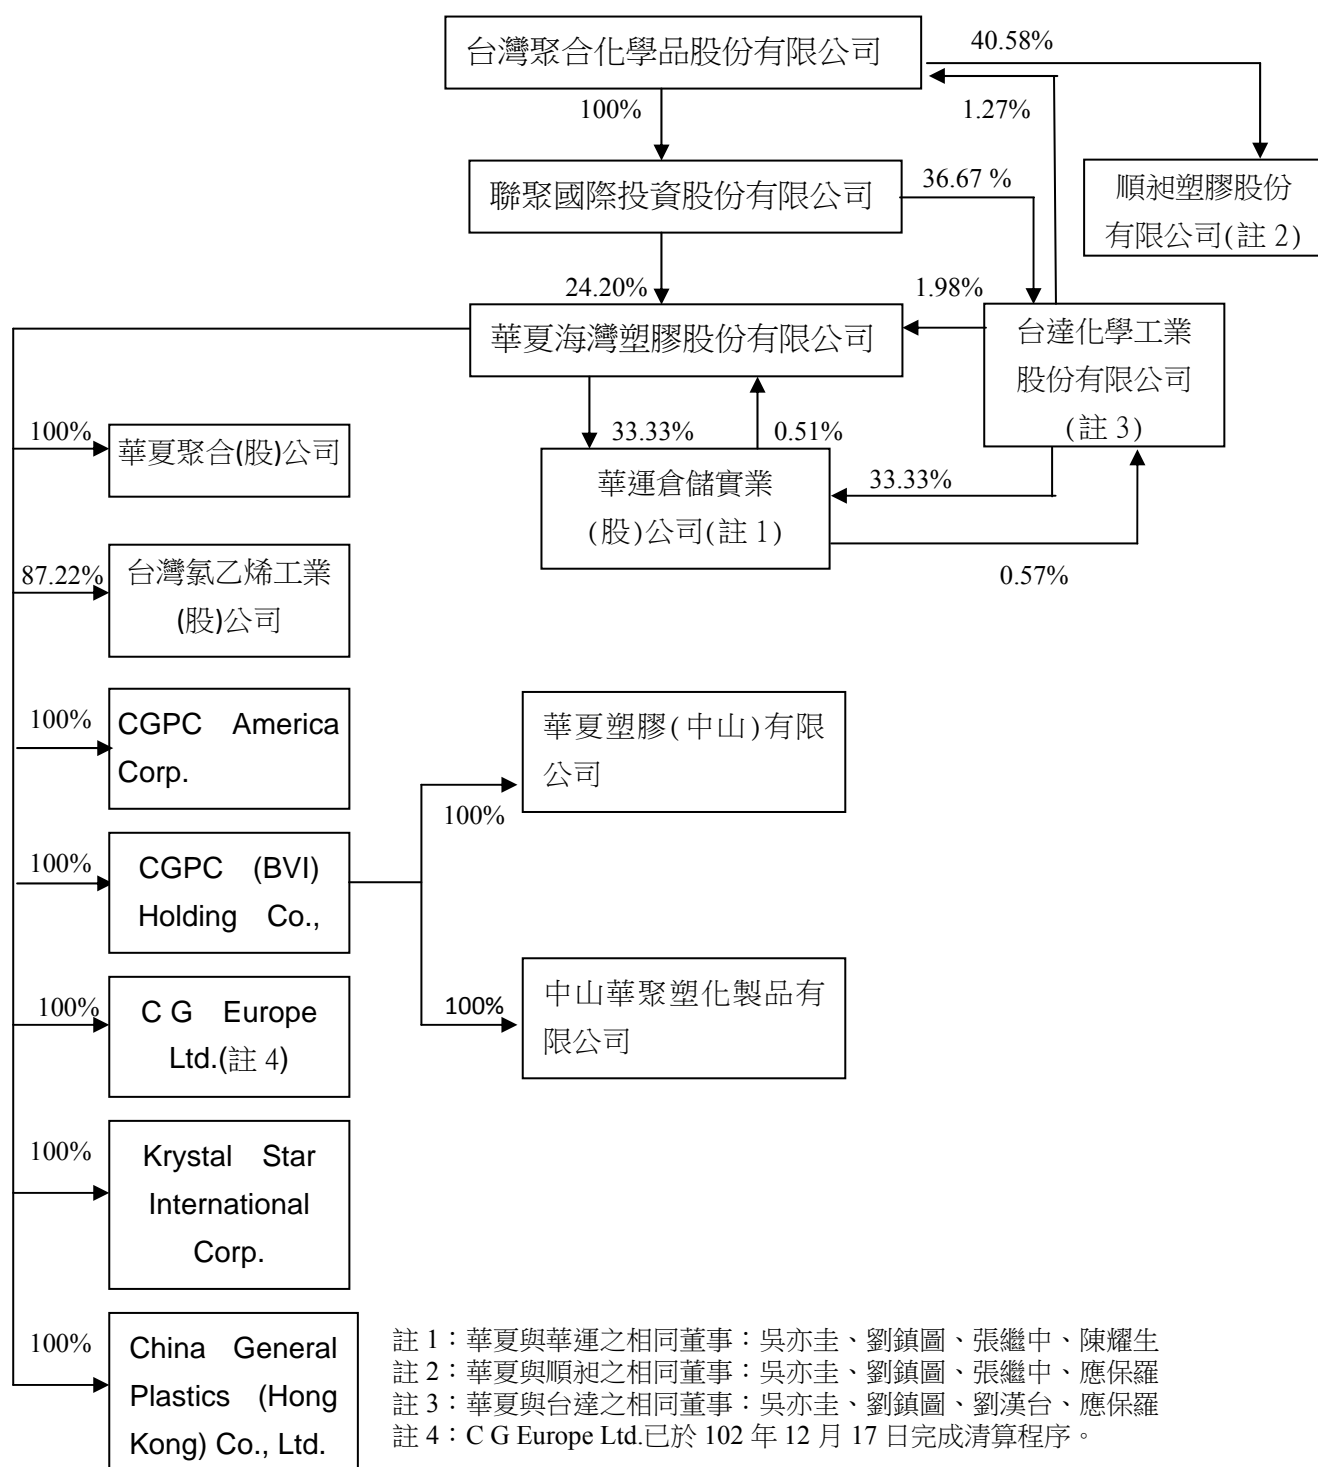 台灣聚合化學品股份有限公司
40.58%
100%
1.27%
聯聚國際投資股份有限公司
36.67 %
順昶塑膠股份
有限公司(註 2)
24.20%
1.98%
華夏海灣塑膠股份有限公司
台達化學工業
股份有限公司
(註 3)
33.33%
0.51%
100%
華夏聚合(股)公司
華運倉儲實業
(股)公司(註 1)
33.33%
0.57%
87.22%
台灣氯乙烯工業
(股)公司
100%
CGPC America
Corp.
華夏塑膠(中山)有限
公司
100%
100%
CGPC (BVI)
Holding Co.,
100%
C G Europe
Ltd.(註 4)
100%
中山華聚塑化製品有
限公司
100%
Krystal Star
International
Corp.
100%
China General
Plastics (Hong
Kong) Co., Ltd.
註 1：華夏與華運之相同董事：吳亦圭、劉鎮圖、張繼中、陳耀生
註 2：華夏與順昶之相同董事：吳亦圭、劉鎮圖、張繼中、應保羅
註 3：華夏與台達之相同董事：吳亦圭、劉鎮圖、劉漢台、應保羅
註 4：C G Europe Ltd.已於 102 年 12 月 17 日完成清算程序。